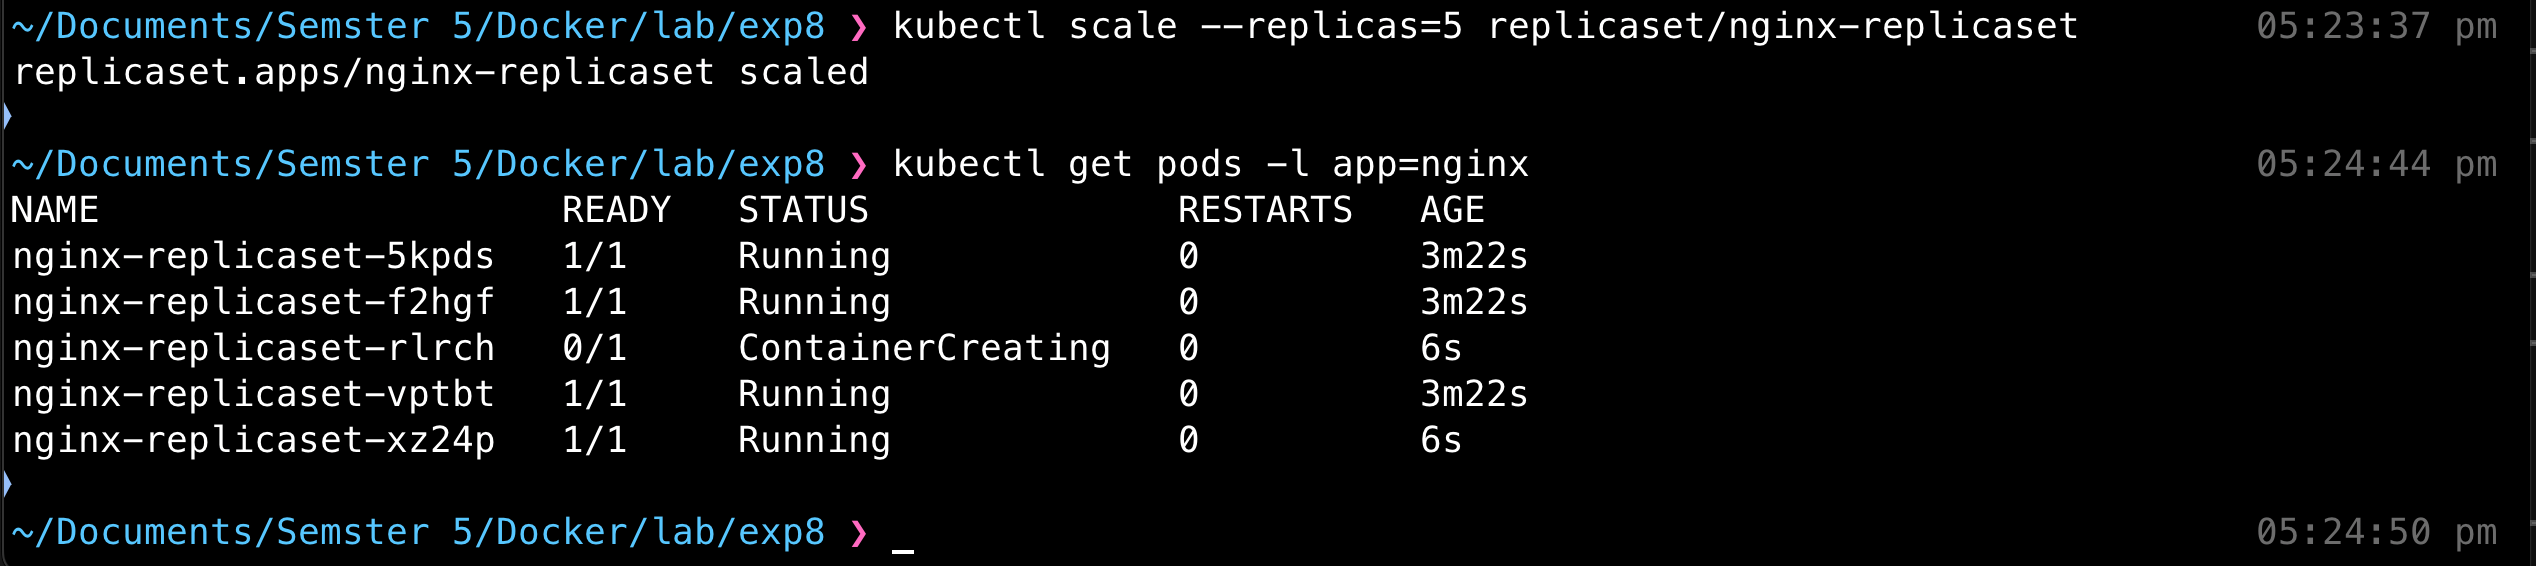 ~/Documents/Semster 5/Docker/lab/exp8 ❯ kubectl scale --replicas=5 replicaset/nginx-replicaset 05:23:37 pm
replicaset.apps/nginx-replicaset scaled
~/Documents/Semster 5/Docker/lab/exp8 ❯ kubectl get pods -l app=nginx 05:24:44 pm
NAME READY STATUS RESTARTS AGE
nginx-replicaset-5kpds 1/1 Running 0 3m22s
nginx-replicaset-f2hgf 1/1 Running 0 3m22s
nginx-replicaset-rlrch 0/1 ContainerCreating 0 6s
nginx-replicaset-vptbt 1/1 Running 0 3m22s
nginx-replicaset-xz24p 1/1 Running 0 6s
~/Documents/Semster 5/Docker/lab/exp8 ❯ _ 05:24:50 pm